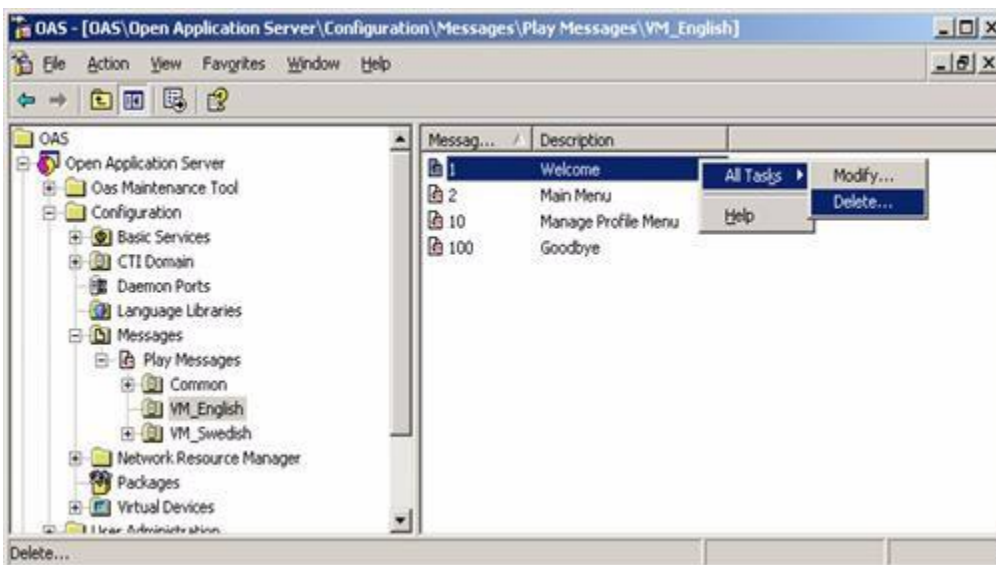 OAS - [OAS\Open Application Server\Configuration\Messages\Play Messages\VM_English]
File Action View Favorites Window Help
OAS
Open Application Server
Oas Maintenance Tool
Configuration
Basic Services
CTI Domain
Daemon Ports
Language Libraries
Messages
Play Messages
Common
VM_English
VM_Swedish
Network Resource Manager
Packages
Virtual Devices
User Administration
Messag... Description
1 Welcome
2 Main Menu
10 Manage Profile Menu
100 Goodbye
All Tasks
Help
Modify...
Delete...
Delete...